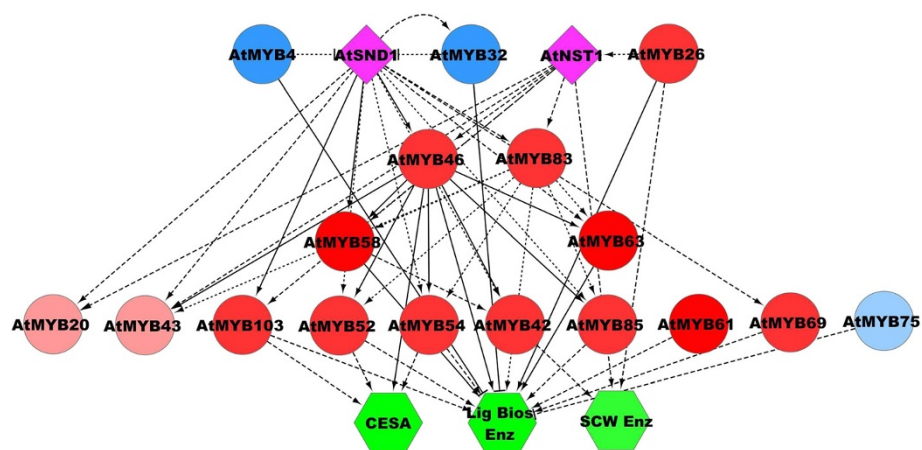 AtMYB4 AtSND1 AtMYB32 AtNST1 AtMYB26
AtMYB46 AtMYB83
AtMYB58 AtMYB63
AtMYB20 AtMYB43 AtMYB103 AtMYB52 AtMYB54 AtMYB42 AtMYB85 AtMYB61 AtMYB69 AtMYB75
CESA Lig Bios SCW Enz
Enz